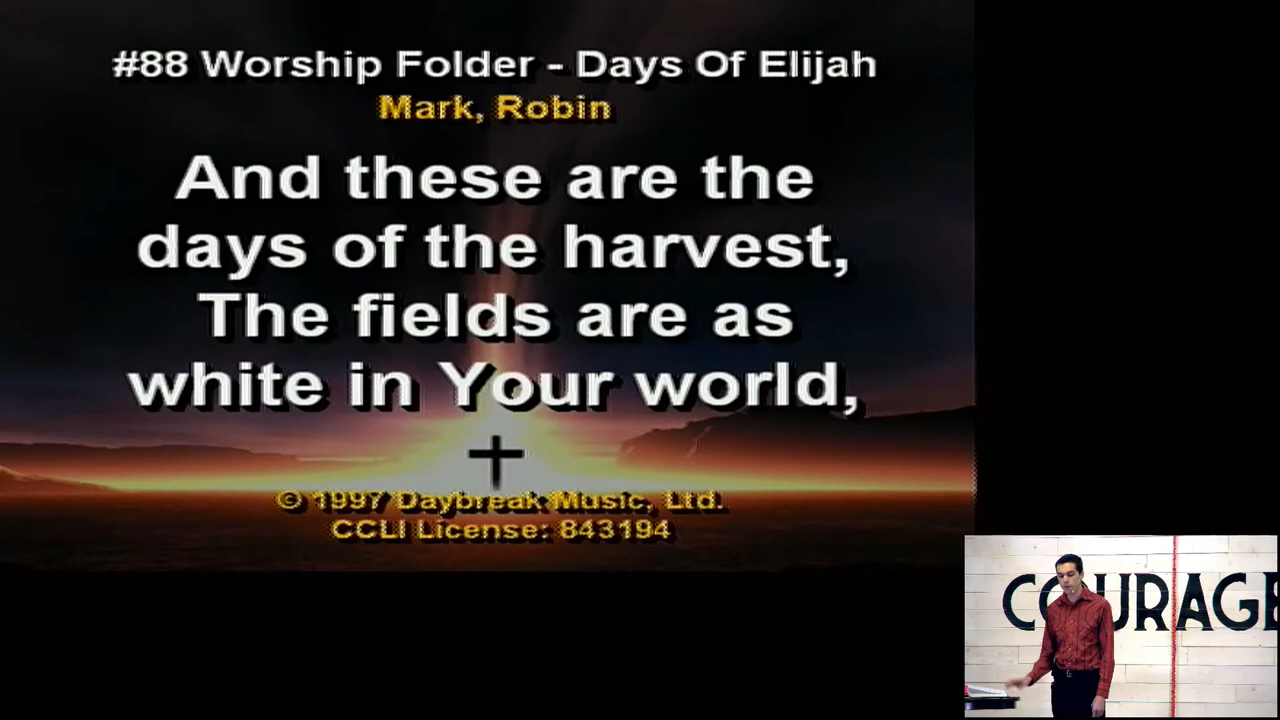 #88 Worship Folder - Days Of Elijah
Mark, Robin
And these are the
days of the harvest,
The fields are as
white in Your world,
© 1997 Daybreak Music, Ltd.
CCLI License: 843194
COURAGE